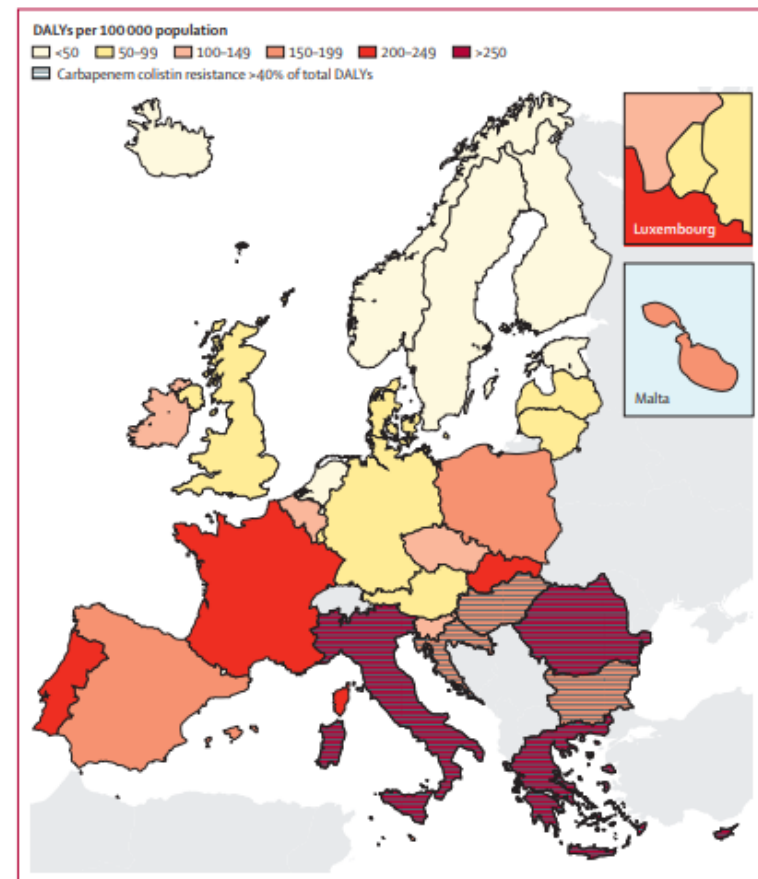 DALYs per 100 000 population
<50 50–99 100–149 150–199 200–249 >250
Carbapenem colistin resistance >40% of total DALYs
Luxembourg
Malta